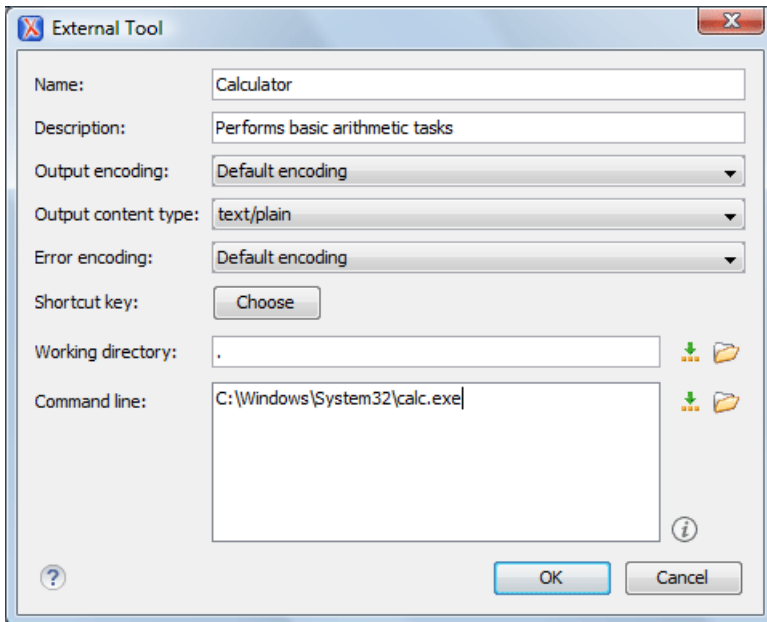 External Tool
Name: Calculator
Description: Performs basic arithmetic tasks
Output encoding: Default encoding
Output content type: text/plain
Error encoding: Default encoding
Shortcut key: Choose
Working directory: .
Command line: C:\Windows\System32\calc.exe
OK Cancel